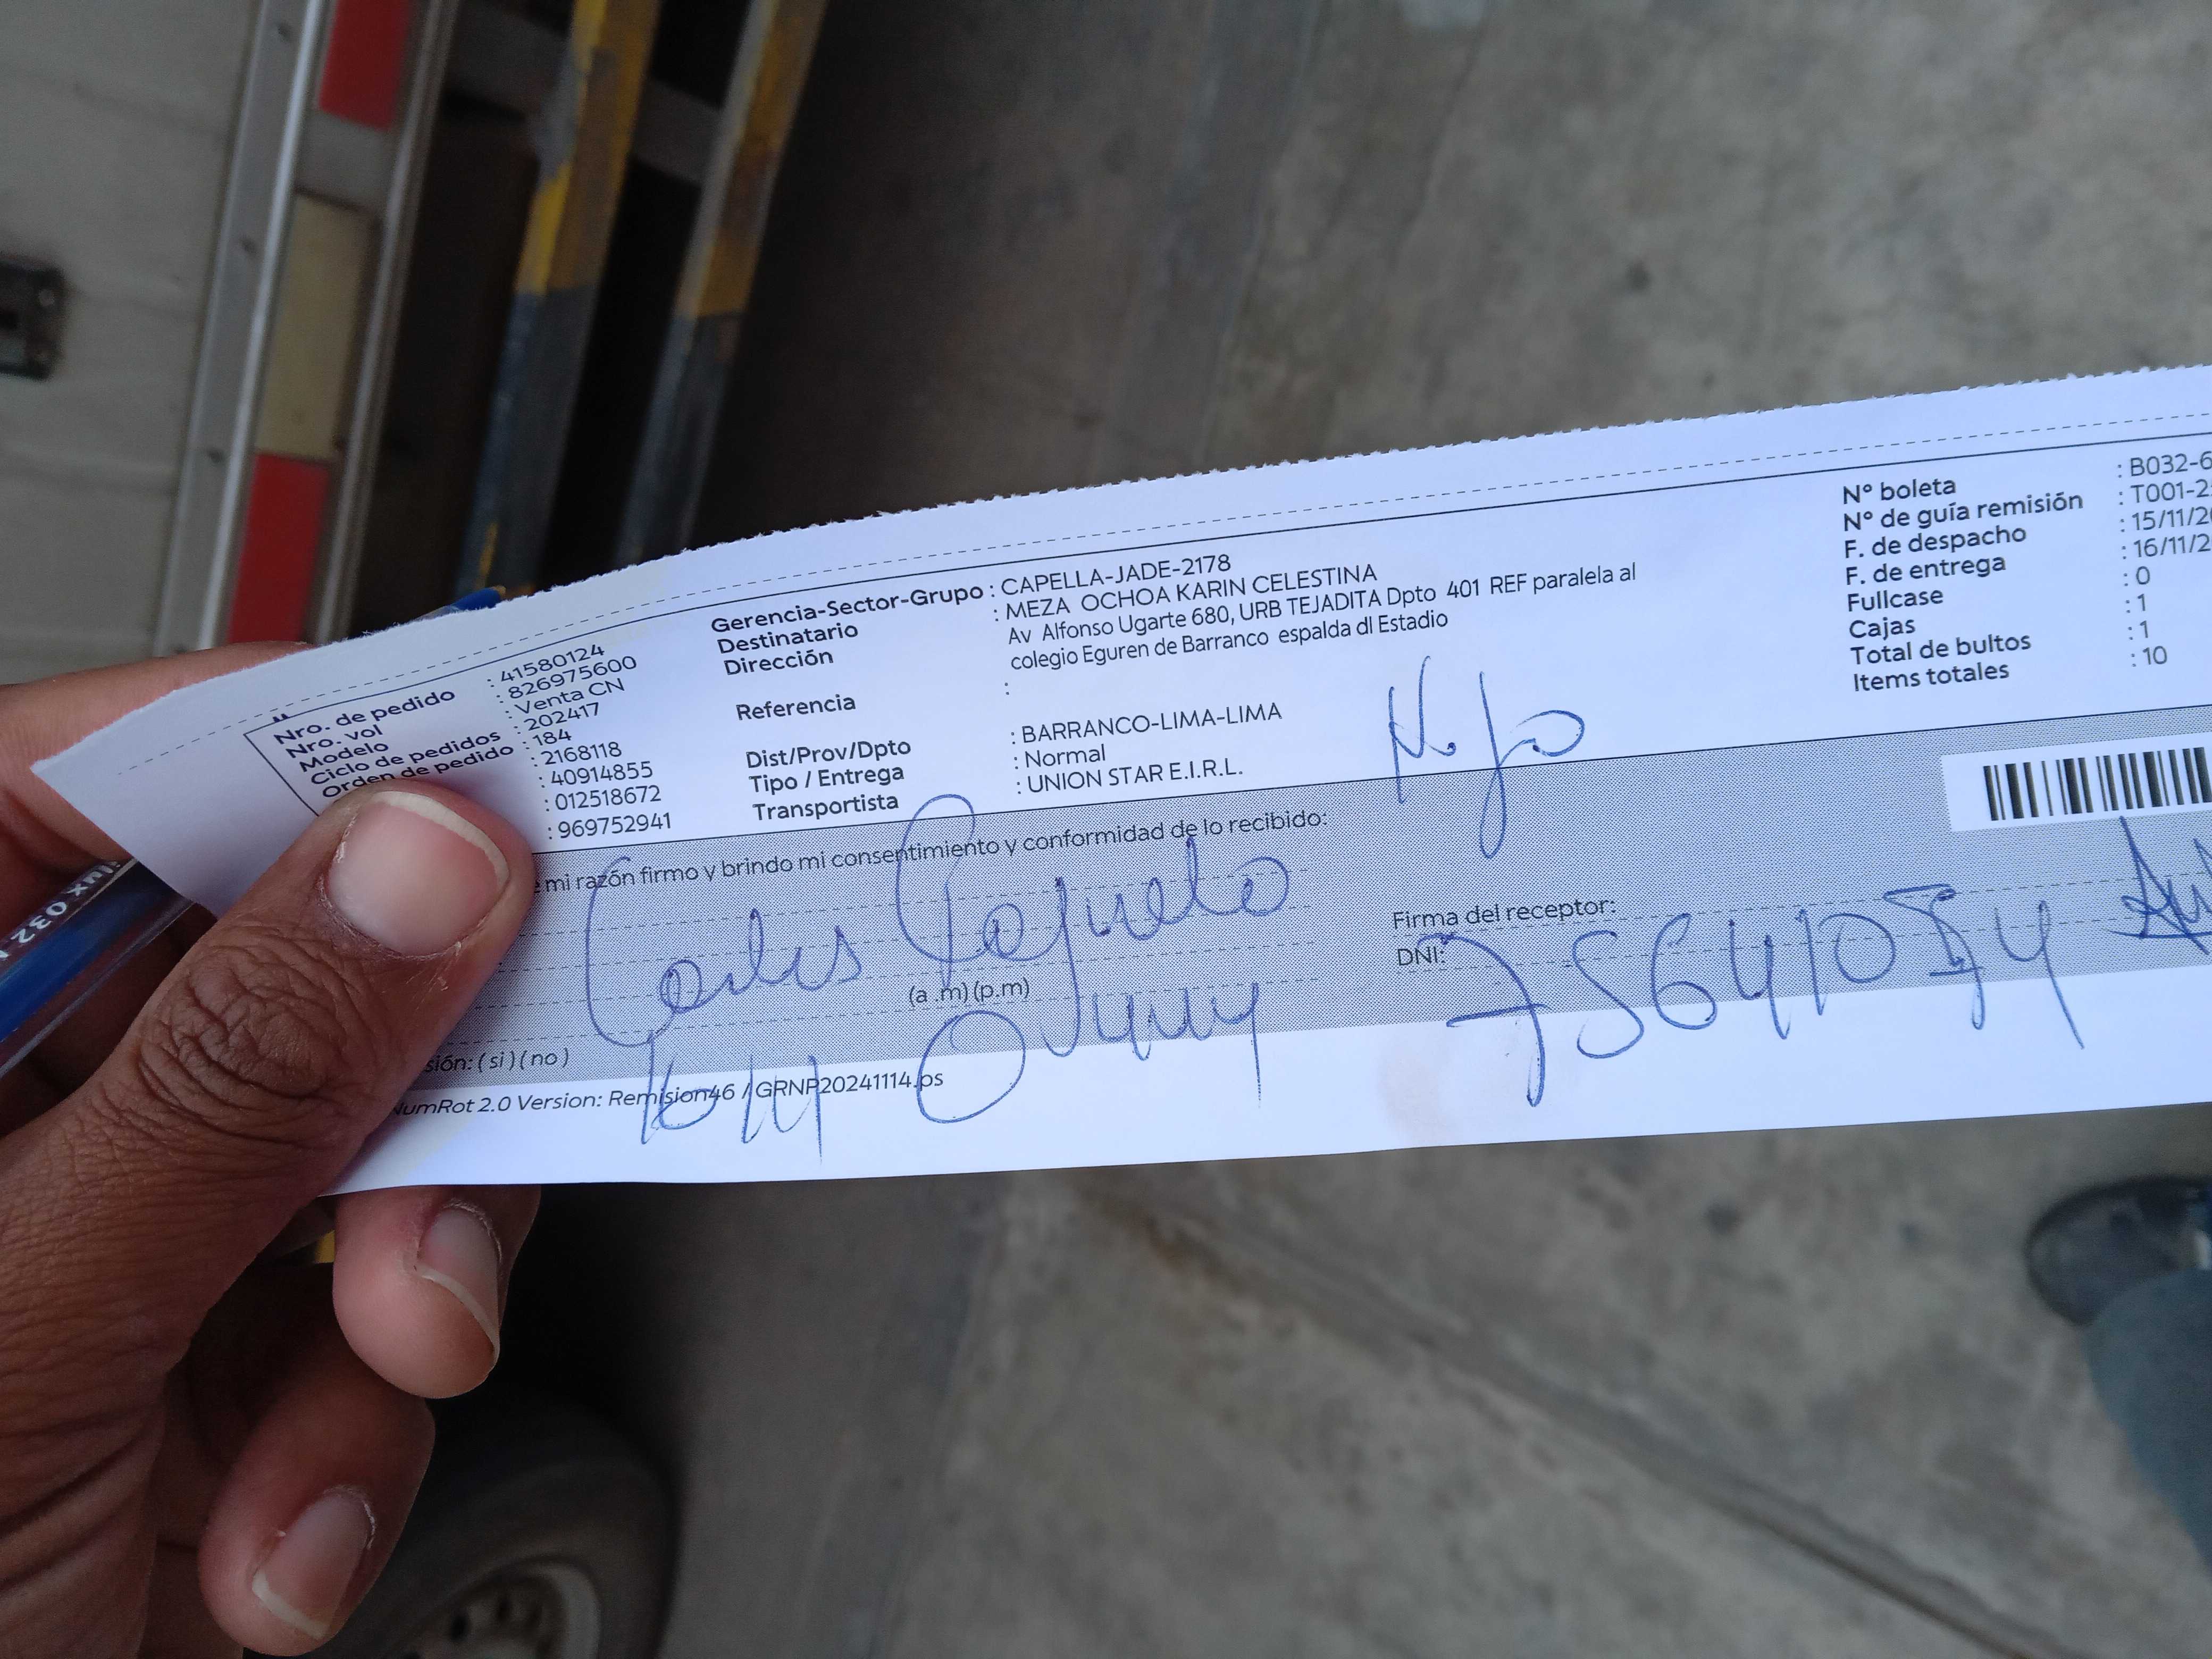 Nro. de pedido : 41580124
Nro. vol : 826975600
Modelo : Venta CN
Ciclo de pedidos : 202417
Orden de pedido : 184
: 2168118
: 40914855
: 012518672
: 969752941
Gerencia-Sector-Grupo : CAPELLA-JADE-2178
Destinatario : MEZA OCHOA KARIN CELESTINA
Dirección Av Alfonso Ugarte 680, URB TEJADITA Dpto 401 REF paralela al
colegio Eguren de Barranco espalda dl Estadio
Referencia :
Dist/Prov/Dpto : BARRANCO-LIMA-LIMA
Tipo / Entrega : Normal
Transportista : UNION STAR E.I.R.L.
Nº boleta : B032-6
Nº de guía remisión : T001-2
F. de despacho : 15/11/2
F. de entrega : 16/11/2
Fullcase : 0
Cajas : 1
Total de bultos : 1
Items totales : 10
mi razón firmo y brindo mi consentimiento y conformidad de lo recibido:
Carlos
(a .m) (p.m)
Firma del receptor:
DNI:
sión: ( si ) ( no )
NumRot 2.0 Version: Remision46 / GRNP20241114.ps
lux 032